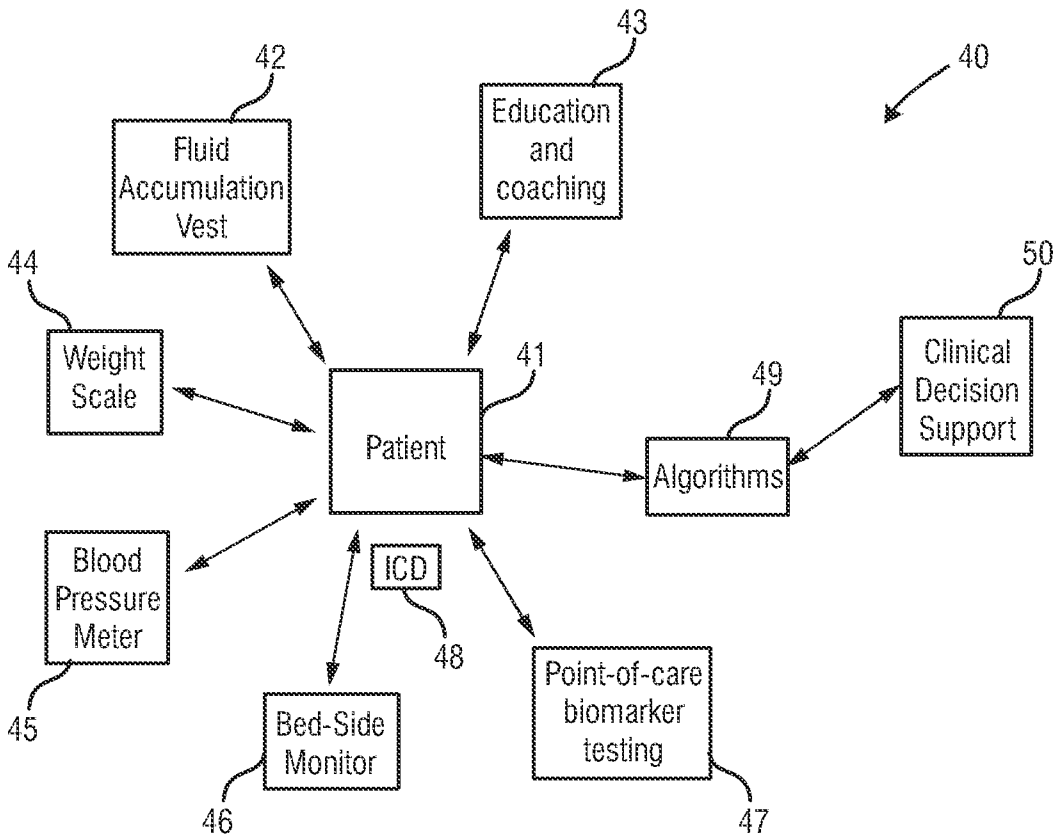 42
43
40
Fluid
Accumulation
Vest
Education
and
coaching
44
50
Weight
Scale
41
49
Clinical
Decision
Support
Patient
Algorithms
Blood
Pressure
Meter
ICD
48
45
Bed-Side
Monitor
Point-of-care
biomarker
testing
46
47